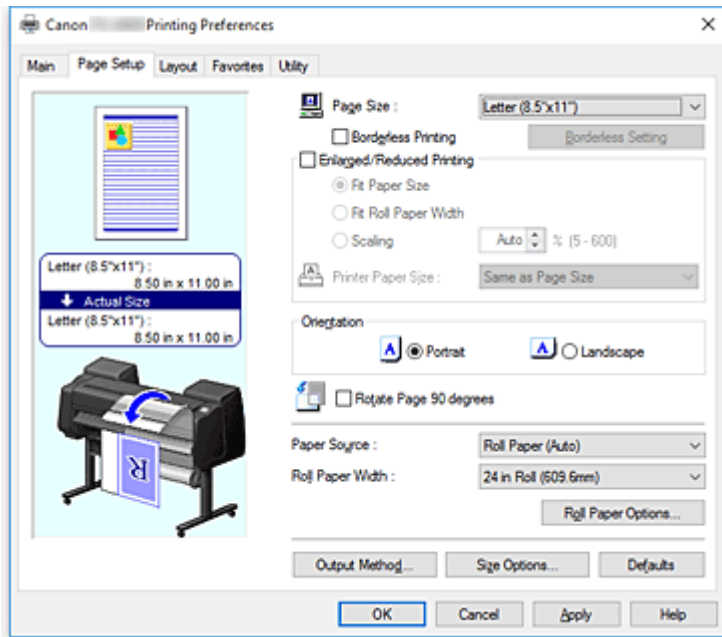 Canon Printing Preferences
Main Page Setup Layout Favorites Utility
Page Size : Letter (8.5"x11")
Borderless Printing Borderless Setting
Enlarged/Reduced Printing
Fit Paper Size
Fit Roll Paper Width
Scaling Auto % (5 - 600)
Printer Paper Size : Same as Page Size
Letter (8.5"x11") :
8.50 in x 11.00 in
Actual Size
Letter (8.5"x11") :
8.50 in x 11.00 in
Orientation
A Portrait A Landscape
Rotate Page 90 degrees
R
Paper Source : Roll Paper (Auto)
Roll Paper Width : 24 in Roll (609.6mm)
Roll Paper Options...
Output Method... Size Options... Defaults
OK Cancel Apply Help